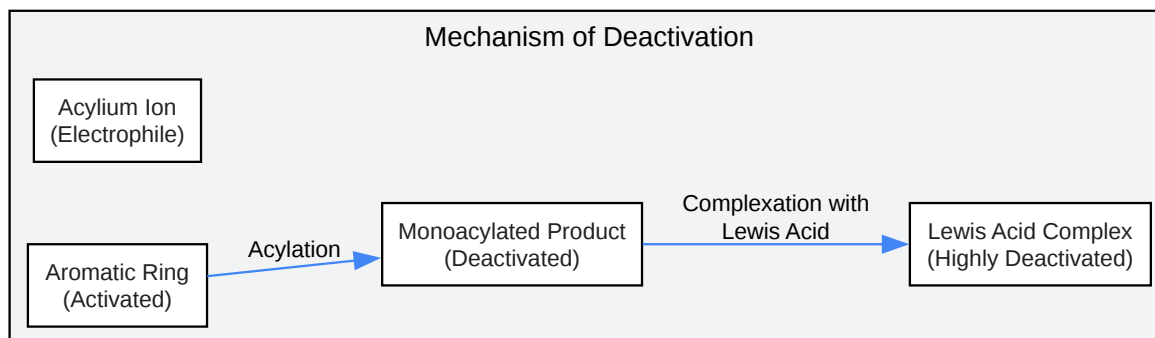 Mechanism of Deactivation
Acylium Ion
(Electrophile)
Aromatic Ring
(Activated)
Acylation
Monoacylated Product
(Deactivated)
Complexation with
Lewis Acid
Lewis Acid Complex
(Highly Deactivated)